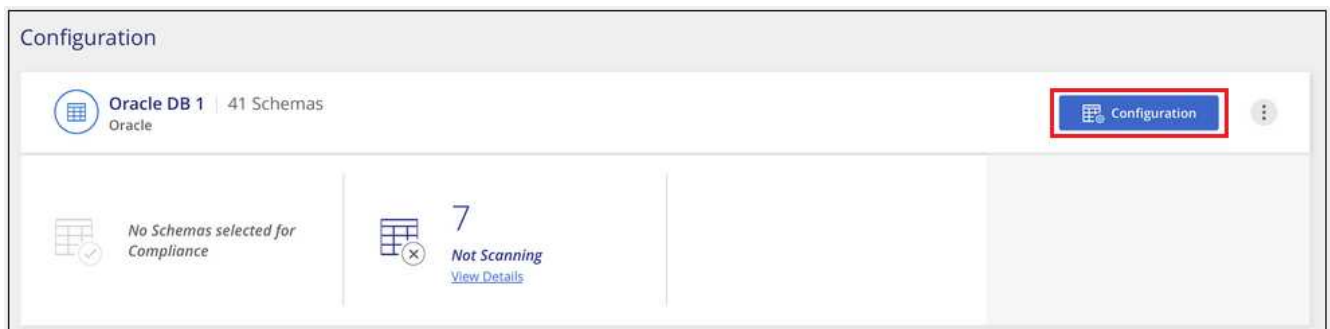 Configuration
Oracle DB 1 | 41 Schemas
Oracle
Configuration
No Schemas selected for
Compliance
7
Not Scanning
View Details